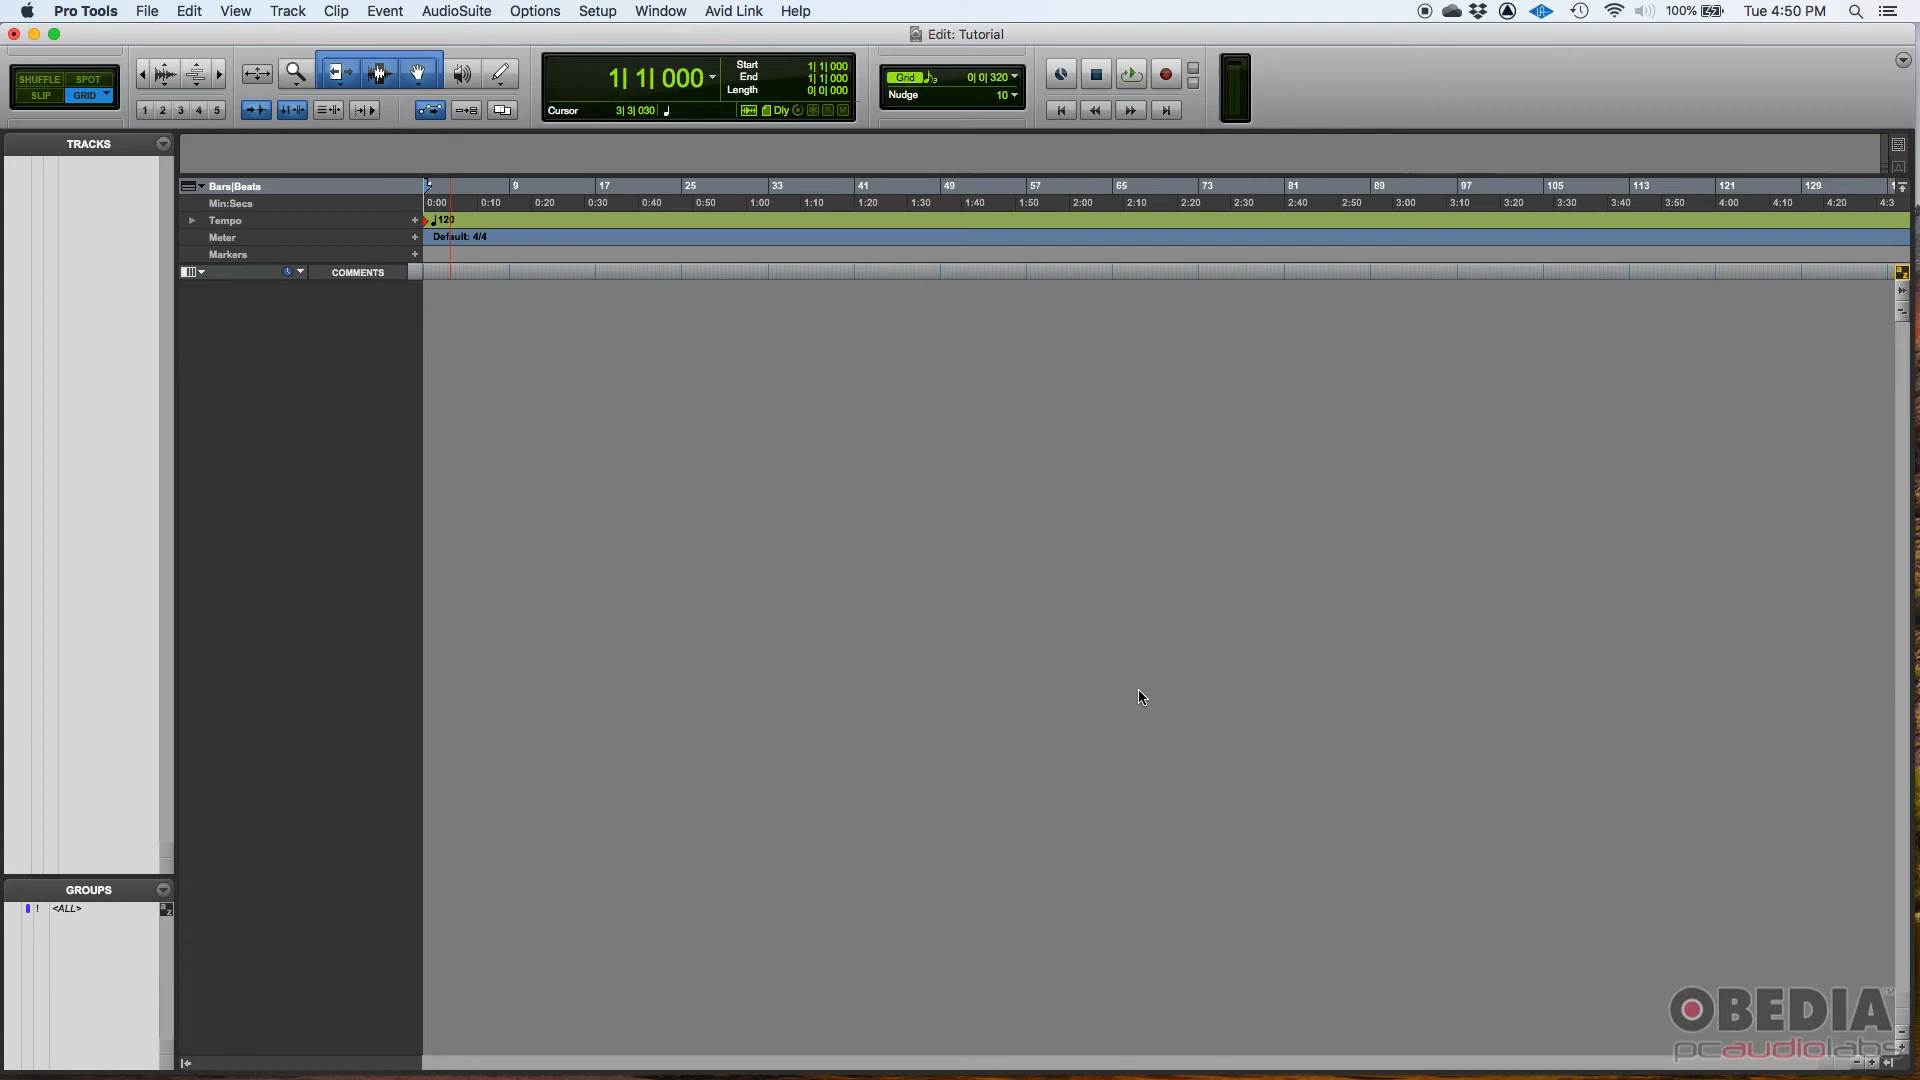 Pro Tools File Edit View Track Clip Event AudioSuite Options Setup Window Avid Link Help 100% Tue 4:50 PM
Edit: Tutorial
SHUFFLE SPOT
SLIP GRID
1 2 3 4 5
1| 1| 000
Start 1| 1| 000
End 1| 1| 000
Length 0| 0| 000
Cursor 3| 3| 030 Dly
Grid 0| 0| 320
Nudge 10
TRACKS
Bars|Beats 9 17 25 33 41 49 57 65 73 81 89 97 105 113 121 129
Min:Secs 0:00 0:10 0:20 0:30 0:40 0:50 1:00 1:10 1:20 1:30 1:40 1:50 2:00 2:10 2:20 2:30 2:40 2:50 3:00 3:10 3:20 3:30 3:40 3:50 4:00 4:10 4:20 4:3
Tempo + 120
Meter + Default: 4/4
Markers +
COMMENTS
a z
GROUPS
! <ALL>
a z
OBEDIA™
pcaudiolabs